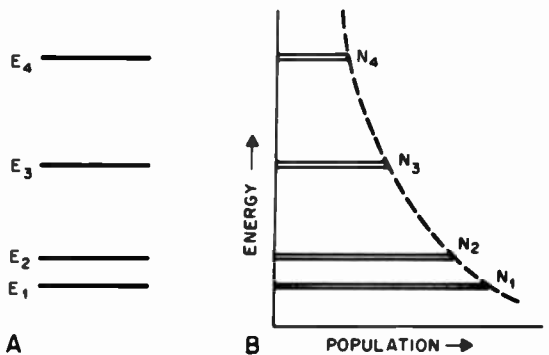 E4
E3
E2
E1
A
ENERGY →
N4
N3
N2
N1
B
POPULATION →